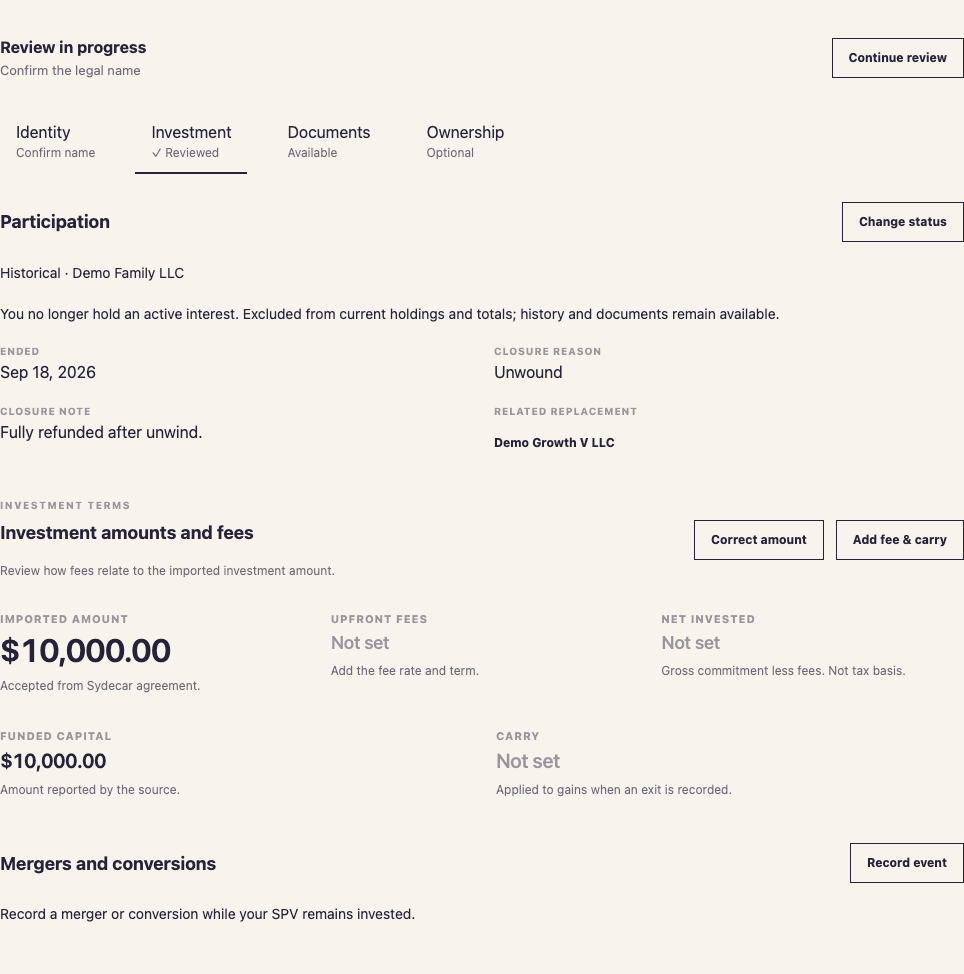 Review in progress
Confirm the legal name
Continue review
Identity
Confirm name
Investment
✓ Reviewed
Documents
Available
Ownership
Optional
Participation
Change status
Historical · Demo Family LLC
You no longer hold an active interest. Excluded from current holdings and totals; history and documents remain available.
ENDED
Sep 18, 2026
CLOSURE REASON
Unwound
CLOSURE NOTE
Fully refunded after unwind.
RELATED REPLACEMENT
Demo Growth V LLC
INVESTMENT TERMS
Investment amounts and fees
Correct amount
Add fee & carry
Review how fees relate to the imported investment amount.
IMPORTED AMOUNT
$10,000.00
Accepted from Sydecar agreement.
UPFRONT FEES
Not set
Add the fee rate and term.
NET INVESTED
Not set
Gross commitment less fees. Not tax basis.
FUNDED CAPITAL
$10,000.00
Amount reported by the source.
CARRY
Not set
Applied to gains when an exit is recorded.
Mergers and conversions
Record event
Record a merger or conversion while your SPV remains invested.